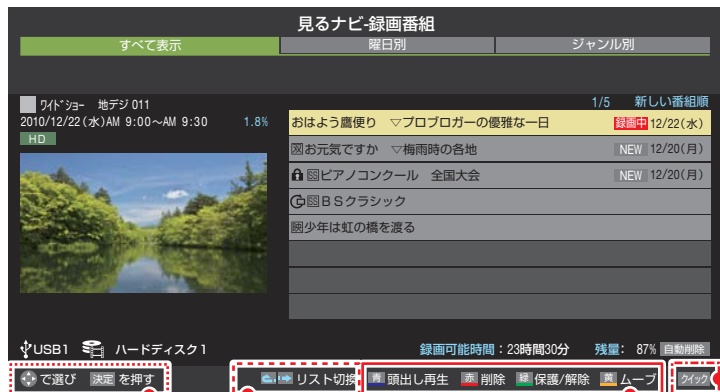 見るナビ-録画番組
すべて表示 曜日別 ジャンル別
ワイドショー 地デジ 011
2010/12/22(水)AM 9:00～AM 9:30 1.8%
HD
1/5 新しい番組順
おはよう鷹便り ▽プロブロガーの優雅な一日 録画中 12/22(水)
お元気ですか ▽梅雨時の各地 NEW 12/20(月)
ピアノコンクール 全国大会 NEW 12/20(月)
BSクラシック
少年は虹の橋を渡る
USB1 ハードディスク1 録画可能時間：23時間30分 残量： 87% 自動削除
で選び 決定 を押す リスト切換 青 頭出し再生 赤 削除 緑 保護/解除 黄 ムーブ クイック